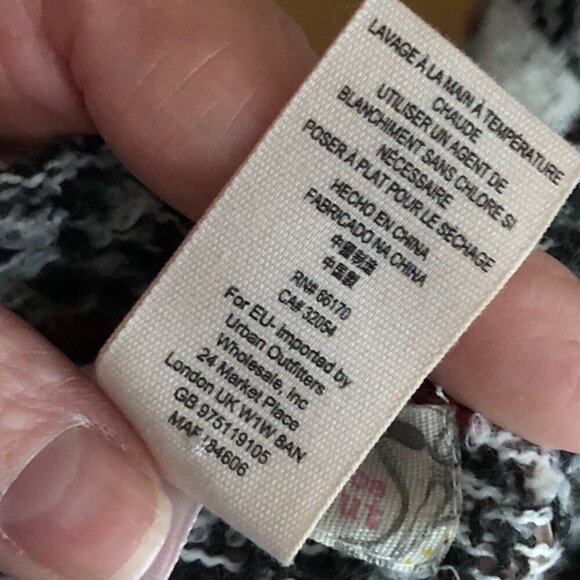 LAVAGE À LA MAIN À TEMPÉRATURE
CHAUDE
UTILISER UN AGENT DE
BLANCHIMENT SANS CHLORE SI
NÉCESSAIRE
POSER A PLAT POUR LE SÉCHAGE
HECHO EN CHINA
FABRICADO NA CHINA
中國製造
中国製
RN# 66170
CA# 32054
For EU- Imported by
Urban Outfitters
Wholesale, Inc
24 Market Place
London UK W1W 8AN
GB 975119105
MAF 184606